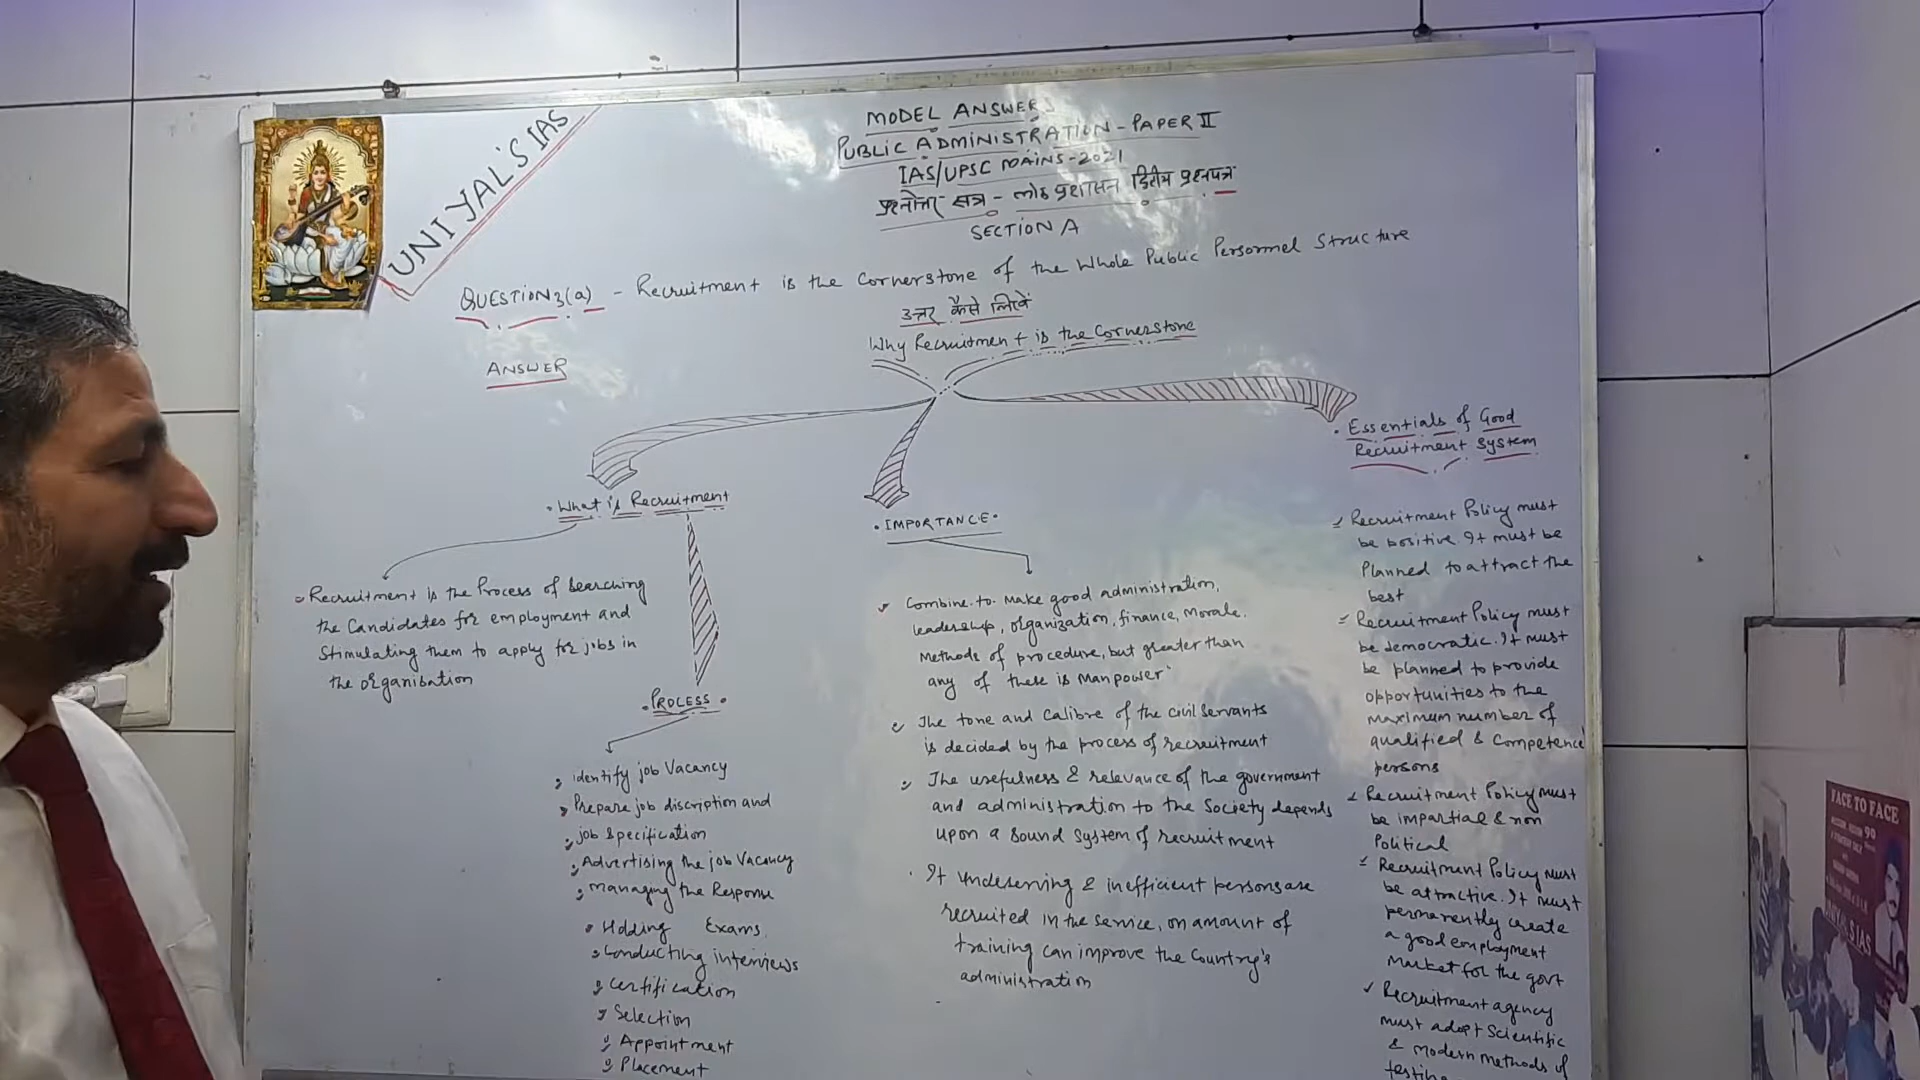 UNIYAL'S IAS
MODEL ANSWERS
PUBLIC ADMINISTRATION - PAPER II
IAS/UPSC MAINS-2021
प्रश्नोत्तर सत्र - लोक प्रशासन द्वितीय प्रश्नपत्र
SECTION A
QUESTION 3(a) - Recruitment is the Cornerstone of the Whole Public Personnel Structure
उत्तर कैसे लिखें
Why Recruitment is the Cornerstone
ANSWER
What is Recruitment
Recruitment is the Process of Searching
the Candidates for employment and
Stimulating them to apply for jobs in
the organisation
PROCESS
Identify job Vacancy
Prepare job discription and
job specification
Advertising the job Vacancy
Managing the Response
Holding Exams.
Conducting interviews
Certification
Selection
Appointment
Placement
IMPORTANCE
Combine to Make good administration,
leadership, organization, finance, Morale.
Methods of procedure, but greater than
any of these is Manpower"
The tone and Calibre of the civil Servants
is decided by the process of recruitment
The usefulness & relevance of the government
and administration to the Society depends
upon a Sound System of recruitment
If Undeserving & inefficient persons are
recruited in the service, on amount of
training can improve the Country's
administration
Essentials of Good
Recruitment System
Recruitment Policy must
be positive. It must be
Planned to attract the
best
Recruitment Policy must
be democratic. It must
be planned to provide
opportunities to the
maximum number of
qualified & Competence
persons
Recruitment Policy must
be impartial & non
Political
Recruitment Policy must
be attractive. It must
permanently create
a good employment
Market for the govt
Recruitment agency
must adopt Scientific
& Modern methods of
testing
FACE TO FACE